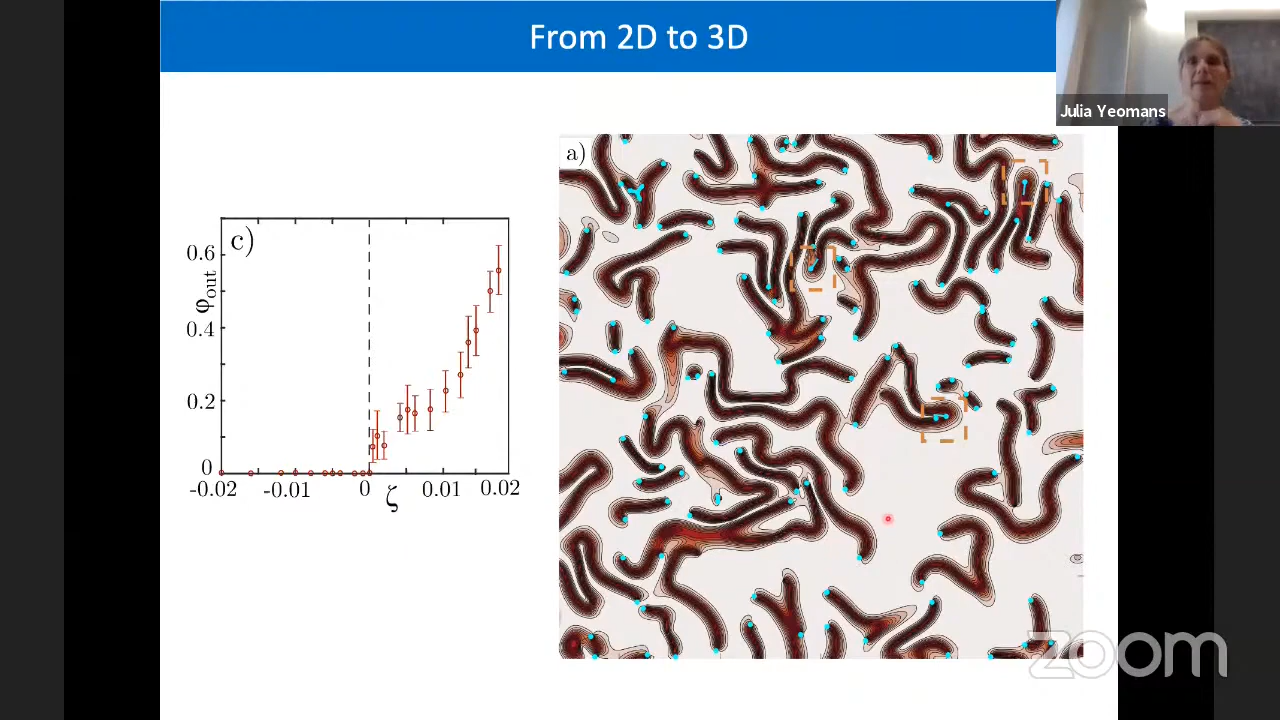 From 2D to 3D
Julia Yeomans
a)
c)
0.6
0.4
0.2
0
φout
-0.02 -0.01 0 0.01 0.02
ζ
zoom